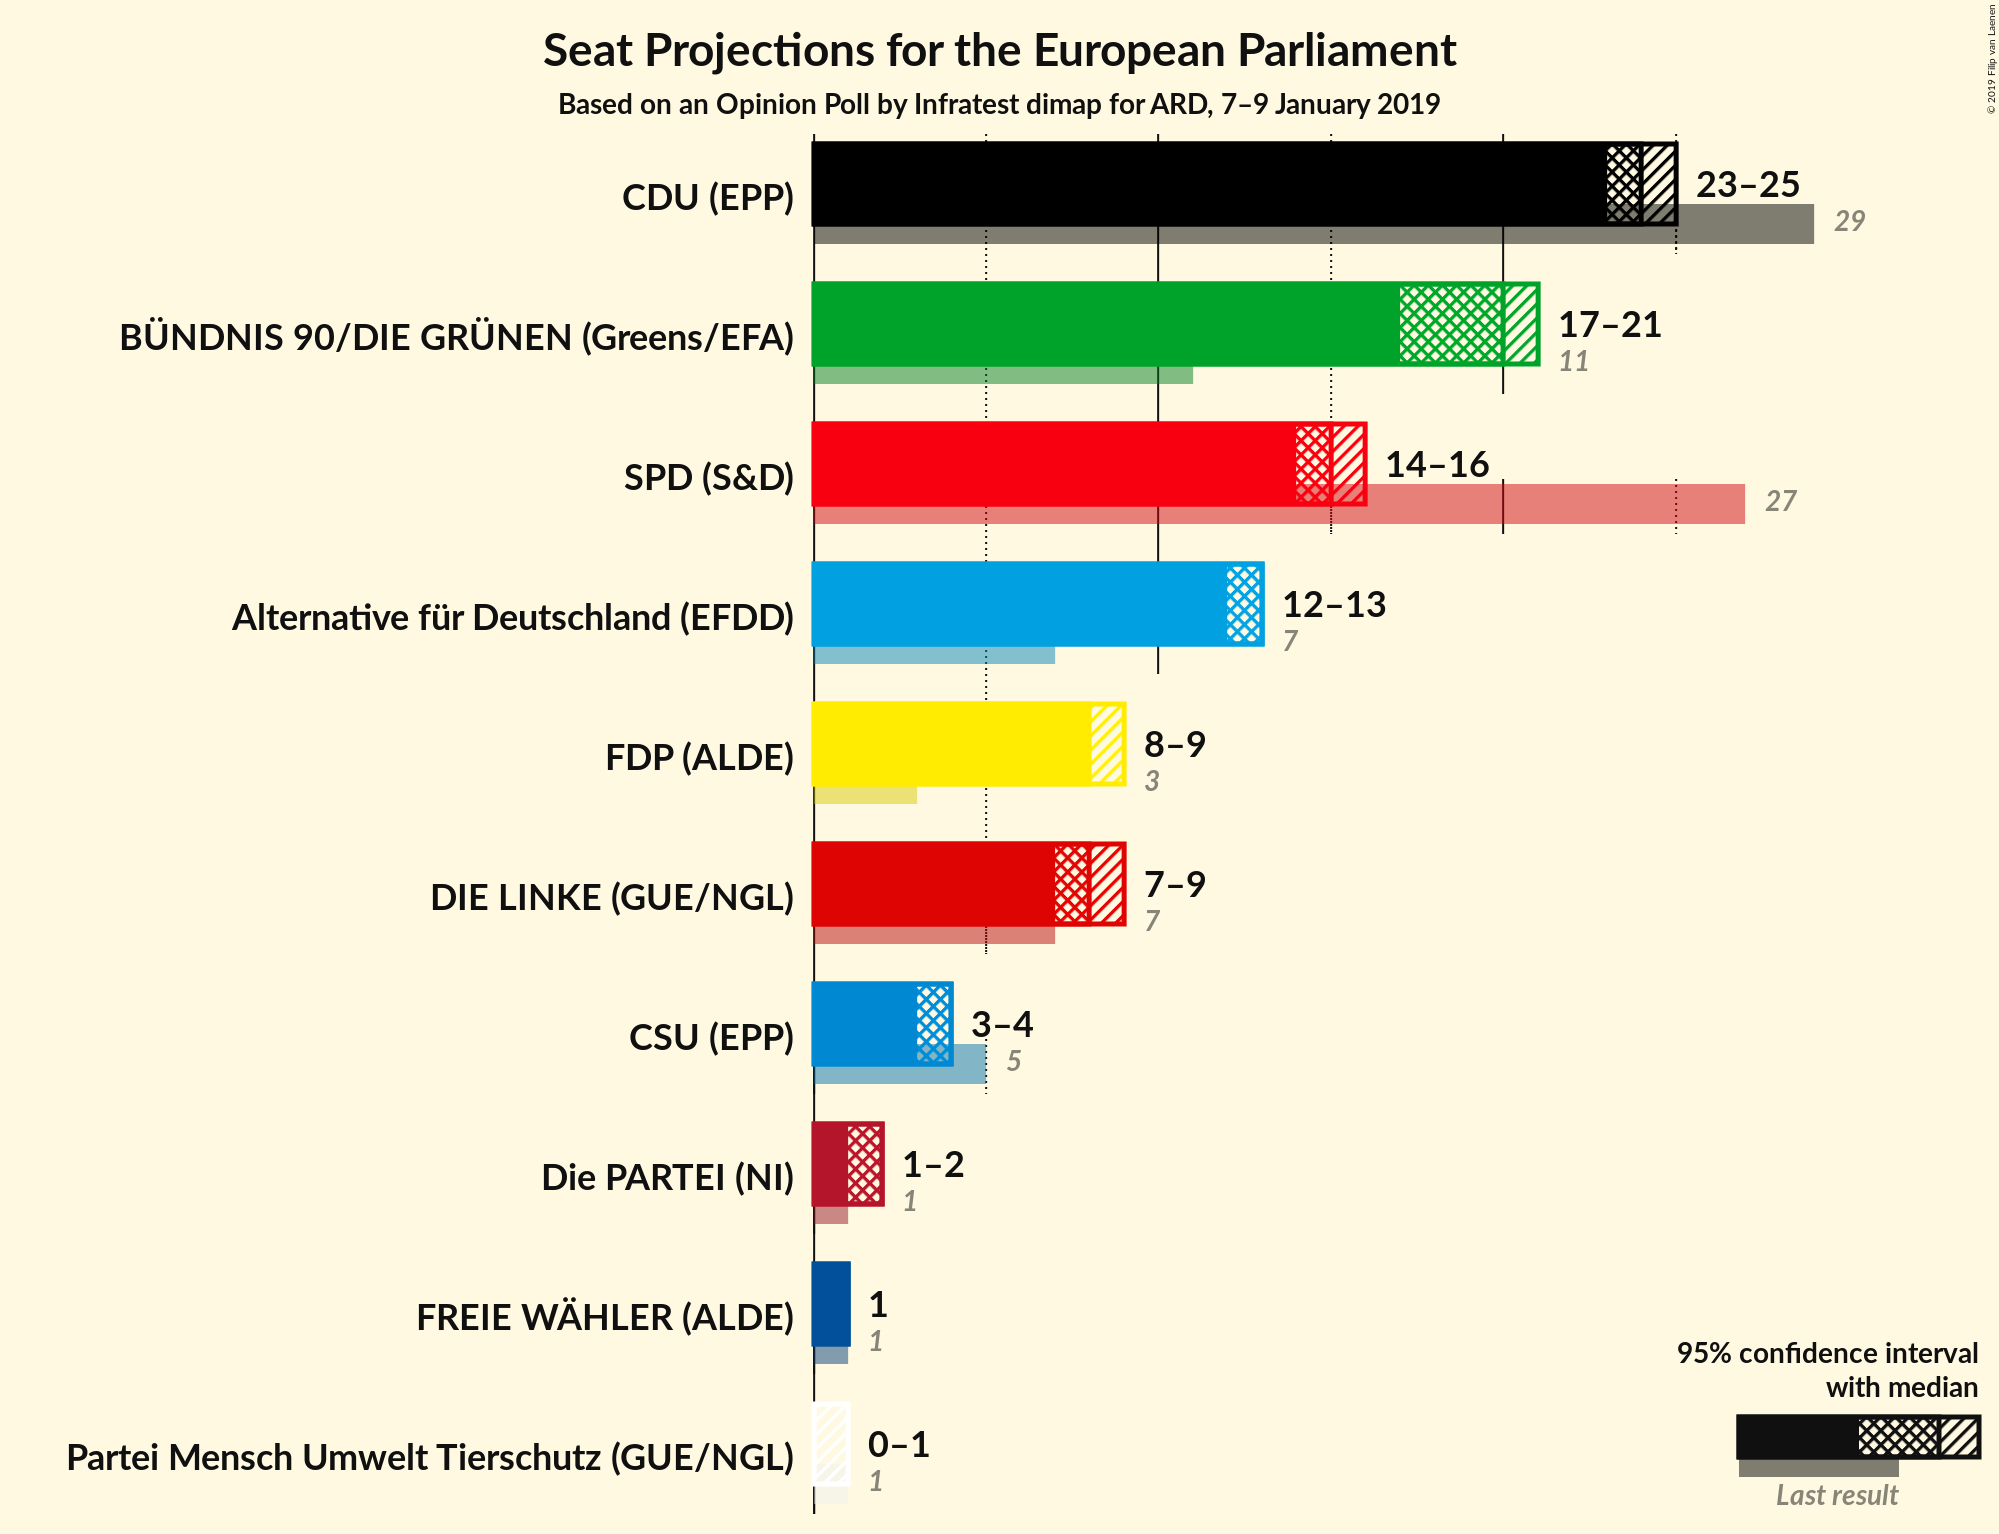 Seat Projections for the European Parliament
Based on an Opinion Poll by Infratest dimap for ARD, 7–9 January 2019
© 2019 Filip van Laenen
CDU (EPP)
23–25
29
BÜNDNIS 90/DIE GRÜNEN (Greens/EFA)
17–21
11
SPD (S&D)
14–16
27
Alternative für Deutschland (EFDD)
12–13
7
FDP (ALDE)
8–9
3
DIE LINKE (GUE/NGL)
7–9
7
CSU (EPP)
3–4
5
Die PARTEI (NI)
1–2
1
FREIE WÄHLER (ALDE)
1
1
Partei Mensch Umwelt Tierschutz (GUE/NGL)
0–1
1
95% confidence interval
with median
Last result